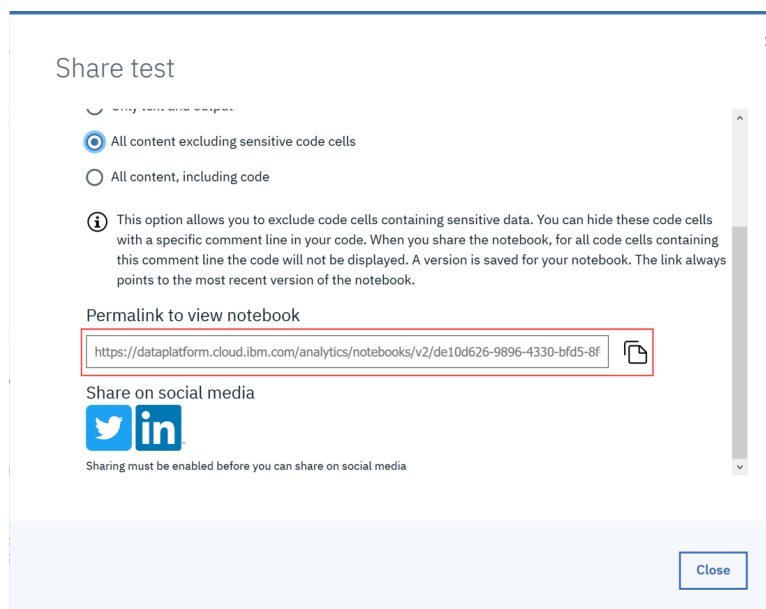 Share test
Only text and output
All content excluding sensitive code cells
All content, including code
This option allows you to exclude code cells containing sensitive data. You can hide these code cells
with a specific comment line in your code. When you share the notebook, for all code cells containing
this comment line the code will not be displayed. A version is saved for your notebook. The link always
points to the most recent version of the notebook.
Permalink to view notebook
https://dataplatform.cloud.ibm.com/analytics/notebooks/v2/de10d626-9896-4330-bfd5-8f
Share on social media
in
Sharing must be enabled before you can share on social media
Close